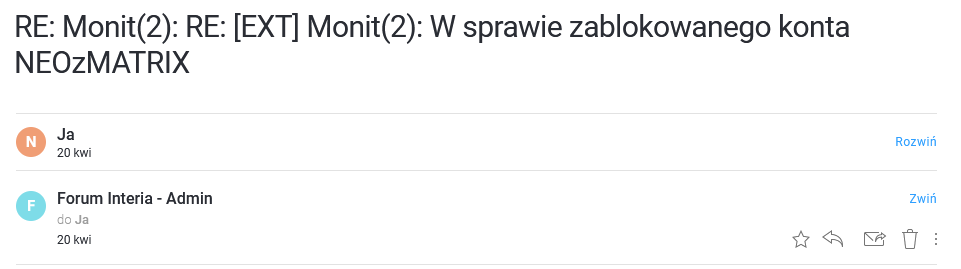 RE: Monit(2): RE: [EXT] Monit(2): W sprawie zablokowanego konta
NEOzMATRIX
N
Ja
20 kwi
Rozwiń
F
Forum Interia - Admin
Zwiń
do Ja
20 kwi